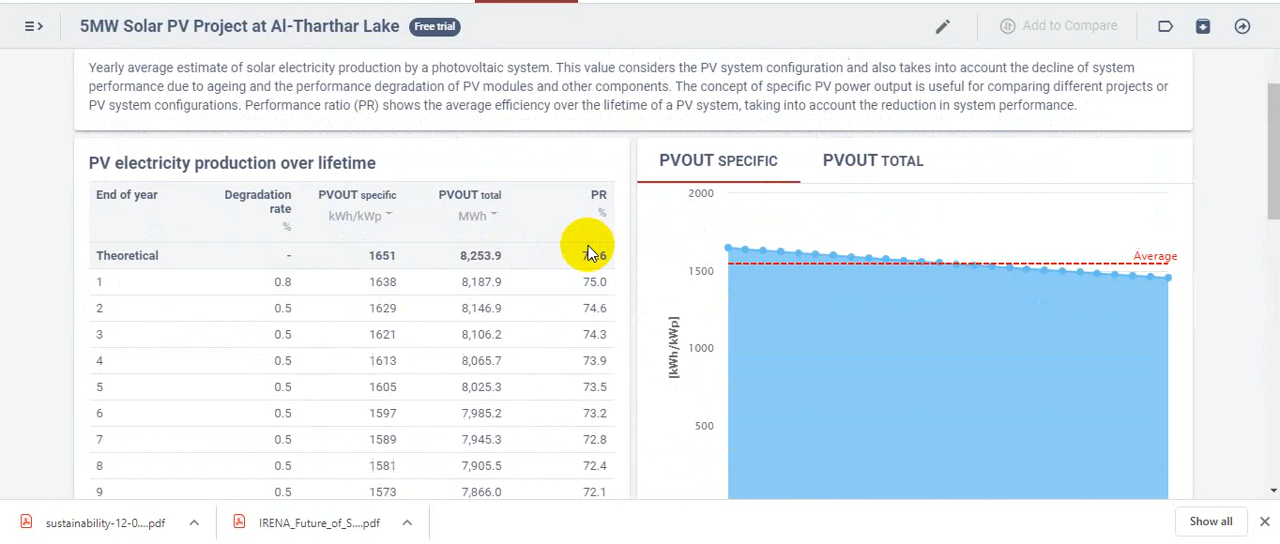 5MW Solar PV Project at Al-Tharthar Lake Free trial Add to Compare
Yearly average estimate of solar electricity production by a photovoltaic system. This value considers the PV system configuration and also takes into account the decline of system
performance due to ageing and the performance degradation of PV modules and other components. The concept of specific PV power output is useful for comparing different projects or
PV system configurations. Performance ratio (PR) shows the average efficiency over the lifetime of a PV system, taking into account the reduction in system performance.
PV electricity production over lifetime
End of year Degradation rate % PVOUT specific kWh/kWp PVOUT total MWh PR %
Theoretical - 1651 8,253.9
1 0.8 1638 8,187.9 75.0
2 0.5 1629 8,146.9 74.6
3 0.5 1621 8,106.2 74.3
4 0.5 1613 8,065.7 73.9
5 0.5 1605 8,025.3 73.5
6 0.5 1597 7,985.2 73.2
7 0.5 1589 7,945.3 72.8
8 0.5 1581 7,905.5 72.4
9 0.5 1573 7,866.0 72.1
PVOUT SPECIFIC PVOUT TOTAL
2000
Average
1500
1000
500
[kWh/kWp]
sustainability-12-0....pdf
IRENA_Future_of_S....pdf
Show all